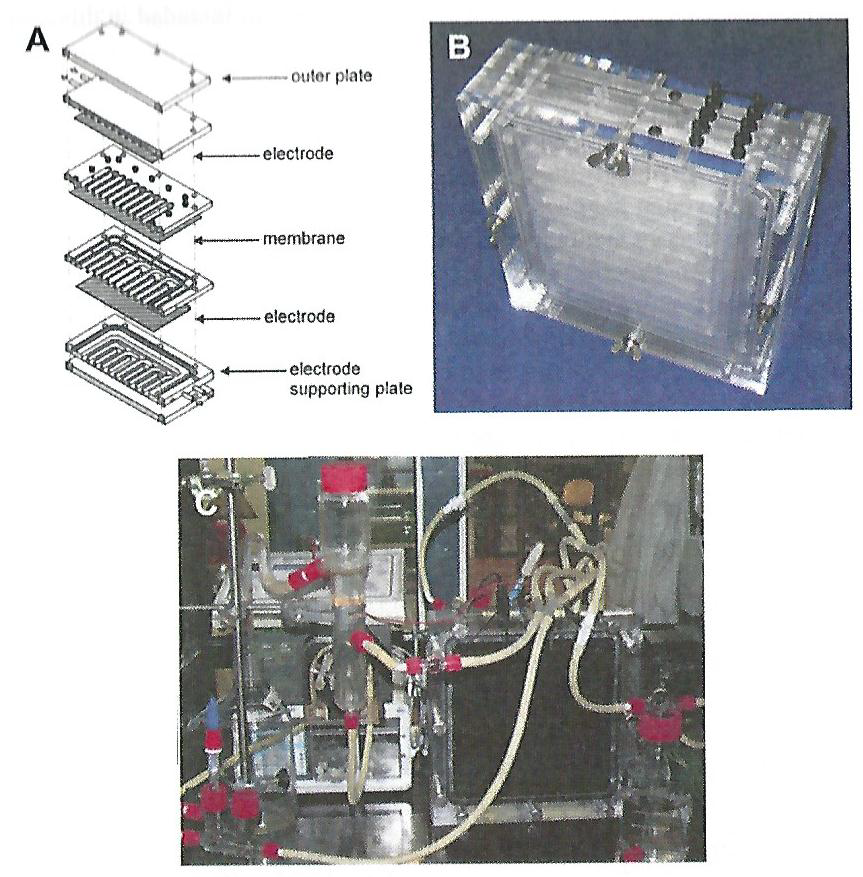 A
outer plate
electrode
membrane
electrode
electrode
supporting plate
B
C